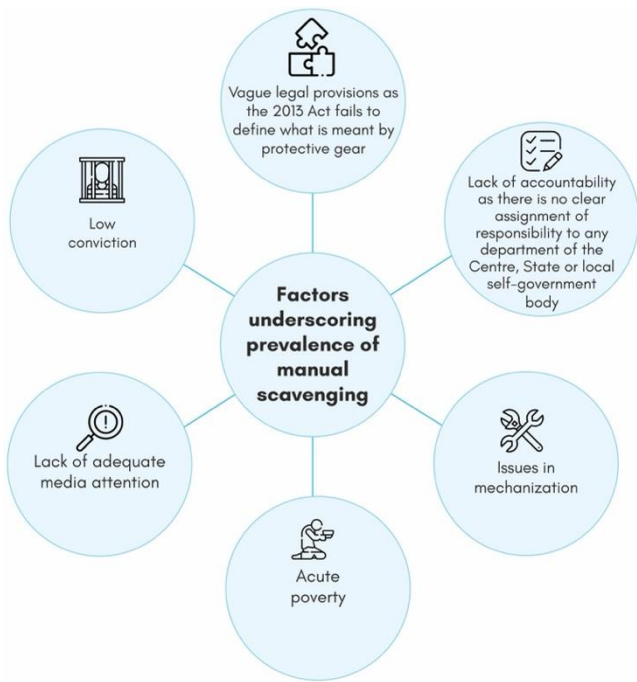 Vague legal provisions as
the 2013 Act fails to
define what is meant by
protective gear
Lack of accountability
as there is no clear
assignment of
responsibility to any
department of the
Centre, State or local
self-government
body
Low
conviction
Factors
underscoring
prevalence of
manual
scavenging
Lack of adequate
media attention
Issues in
mechanization
Acute
poverty